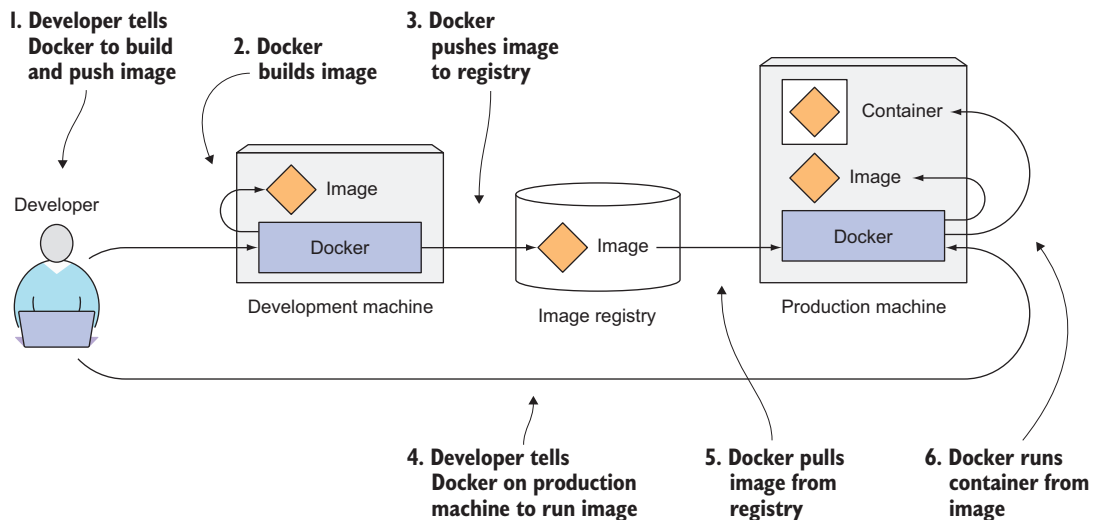 1. Developer tells
Docker to build
and push image
2. Docker
builds image
3. Docker
pushes image
to registry
Container
Image
Docker
Production machine
Developer
Image
Docker
Development machine
Image
Image registry
4. Developer tells
Docker on production
machine to run image
5. Docker pulls
image from
registry
6. Docker runs
container from
image